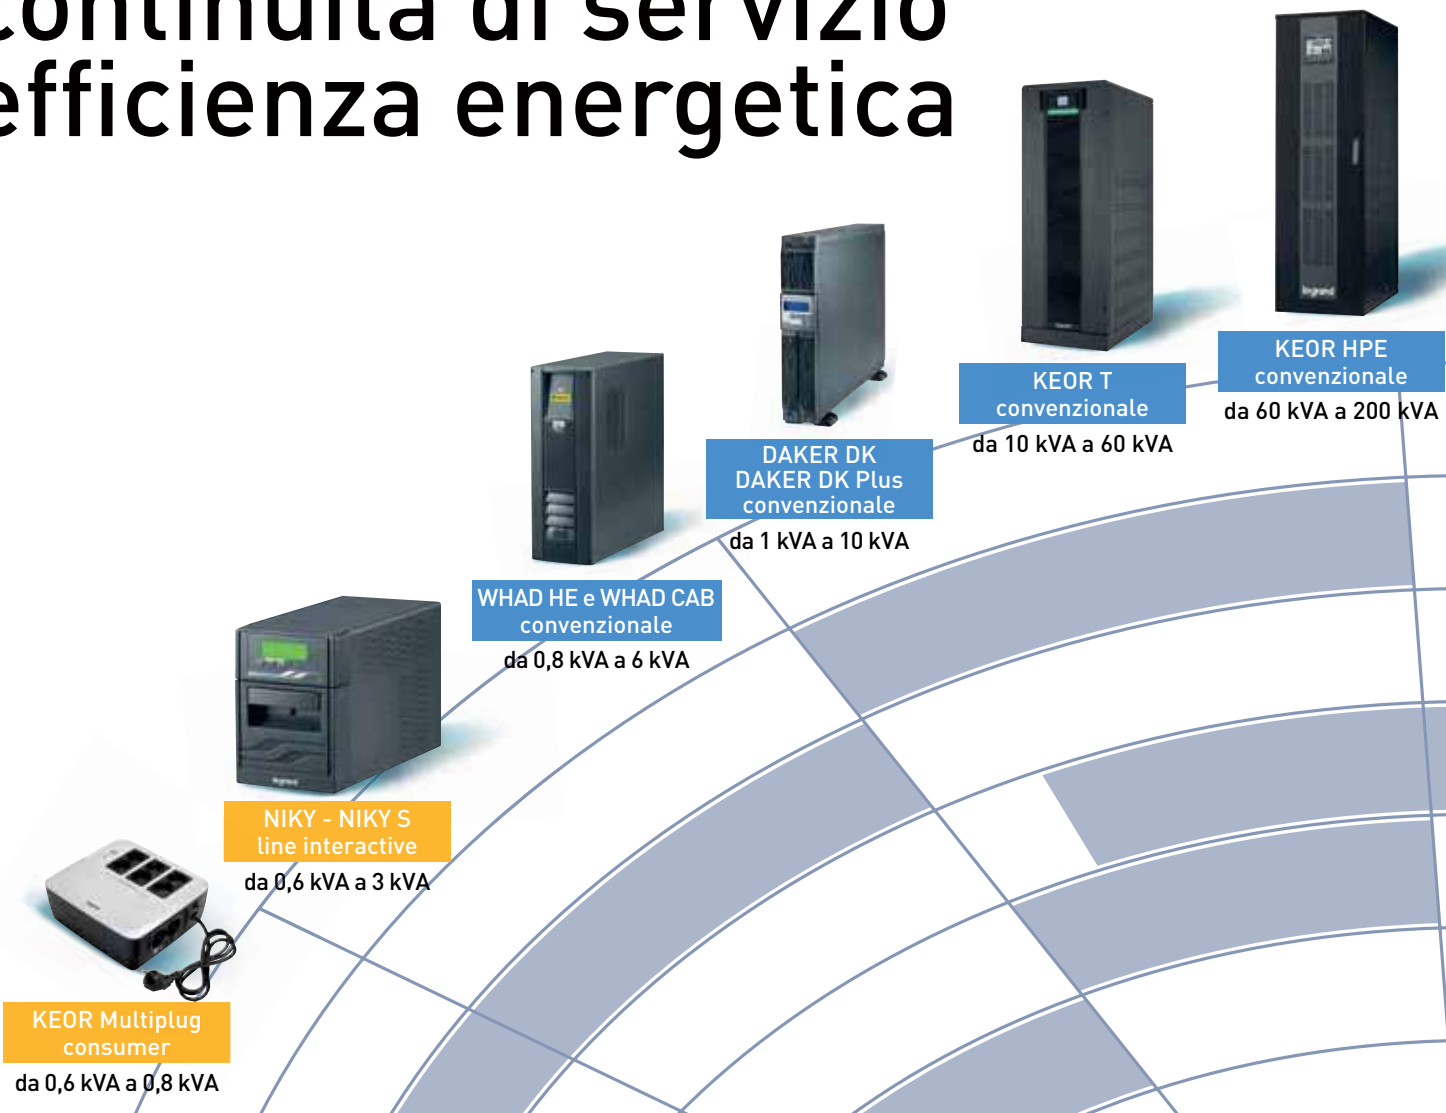 continuità di servizio
efficienza energetica
KEOR HPE
convenzionale
da 60 kVA a 200 kVA
KEOR T
convenzionale
da 10 kVA a 60 kVA
DAKER DK
DAKER DK Plus
convenzionale
da 1 kVA a 10 kVA
WHAD HE e WHAD CAB
convenzionale
da 0,8 kVA a 6 kVA
NIKY - NIKY S
line interactive
da 0,6 kVA a 3 kVA
KEOR Multiplug
consumer
da 0,6 kVA a 0,8 kVA
legrand
legrand